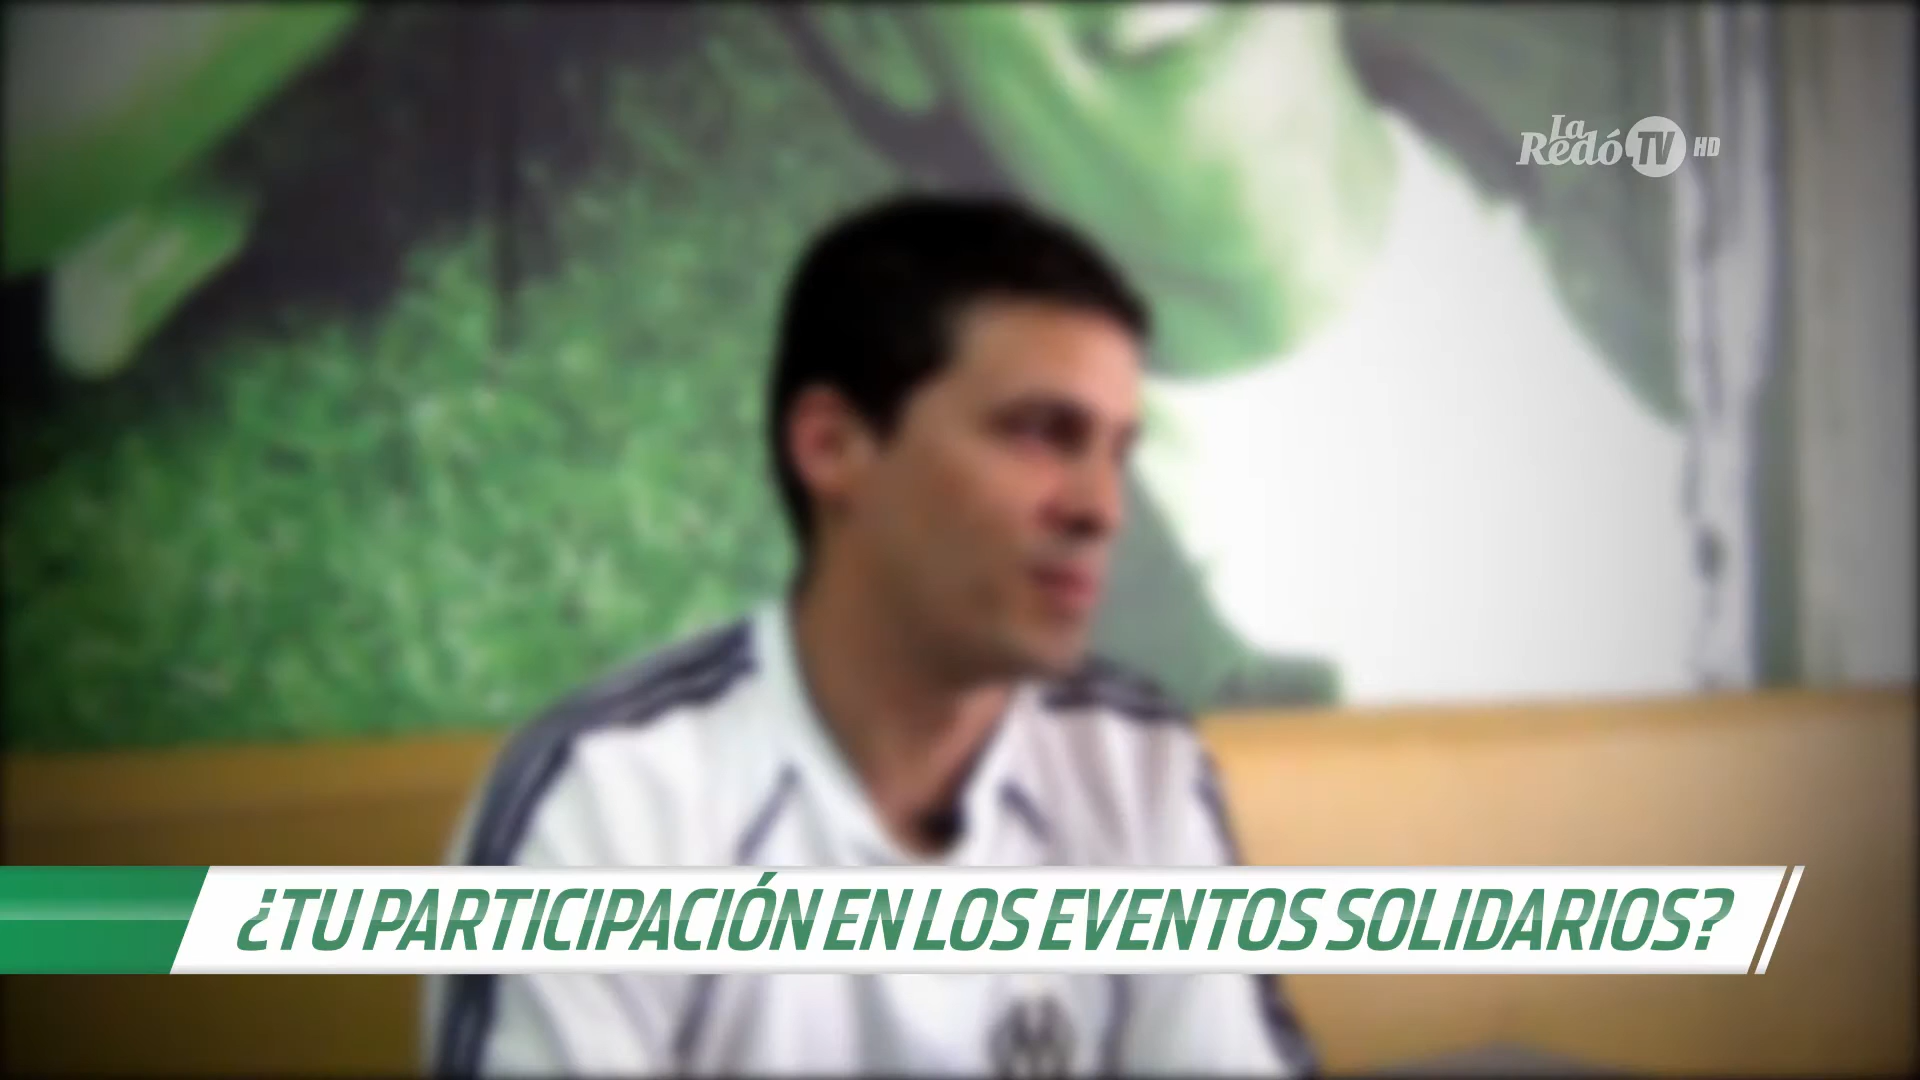 La
Redó TV HD
¿TU PARTICIPACIÓN EN LOS EVENTOS SOLIDARIOS?